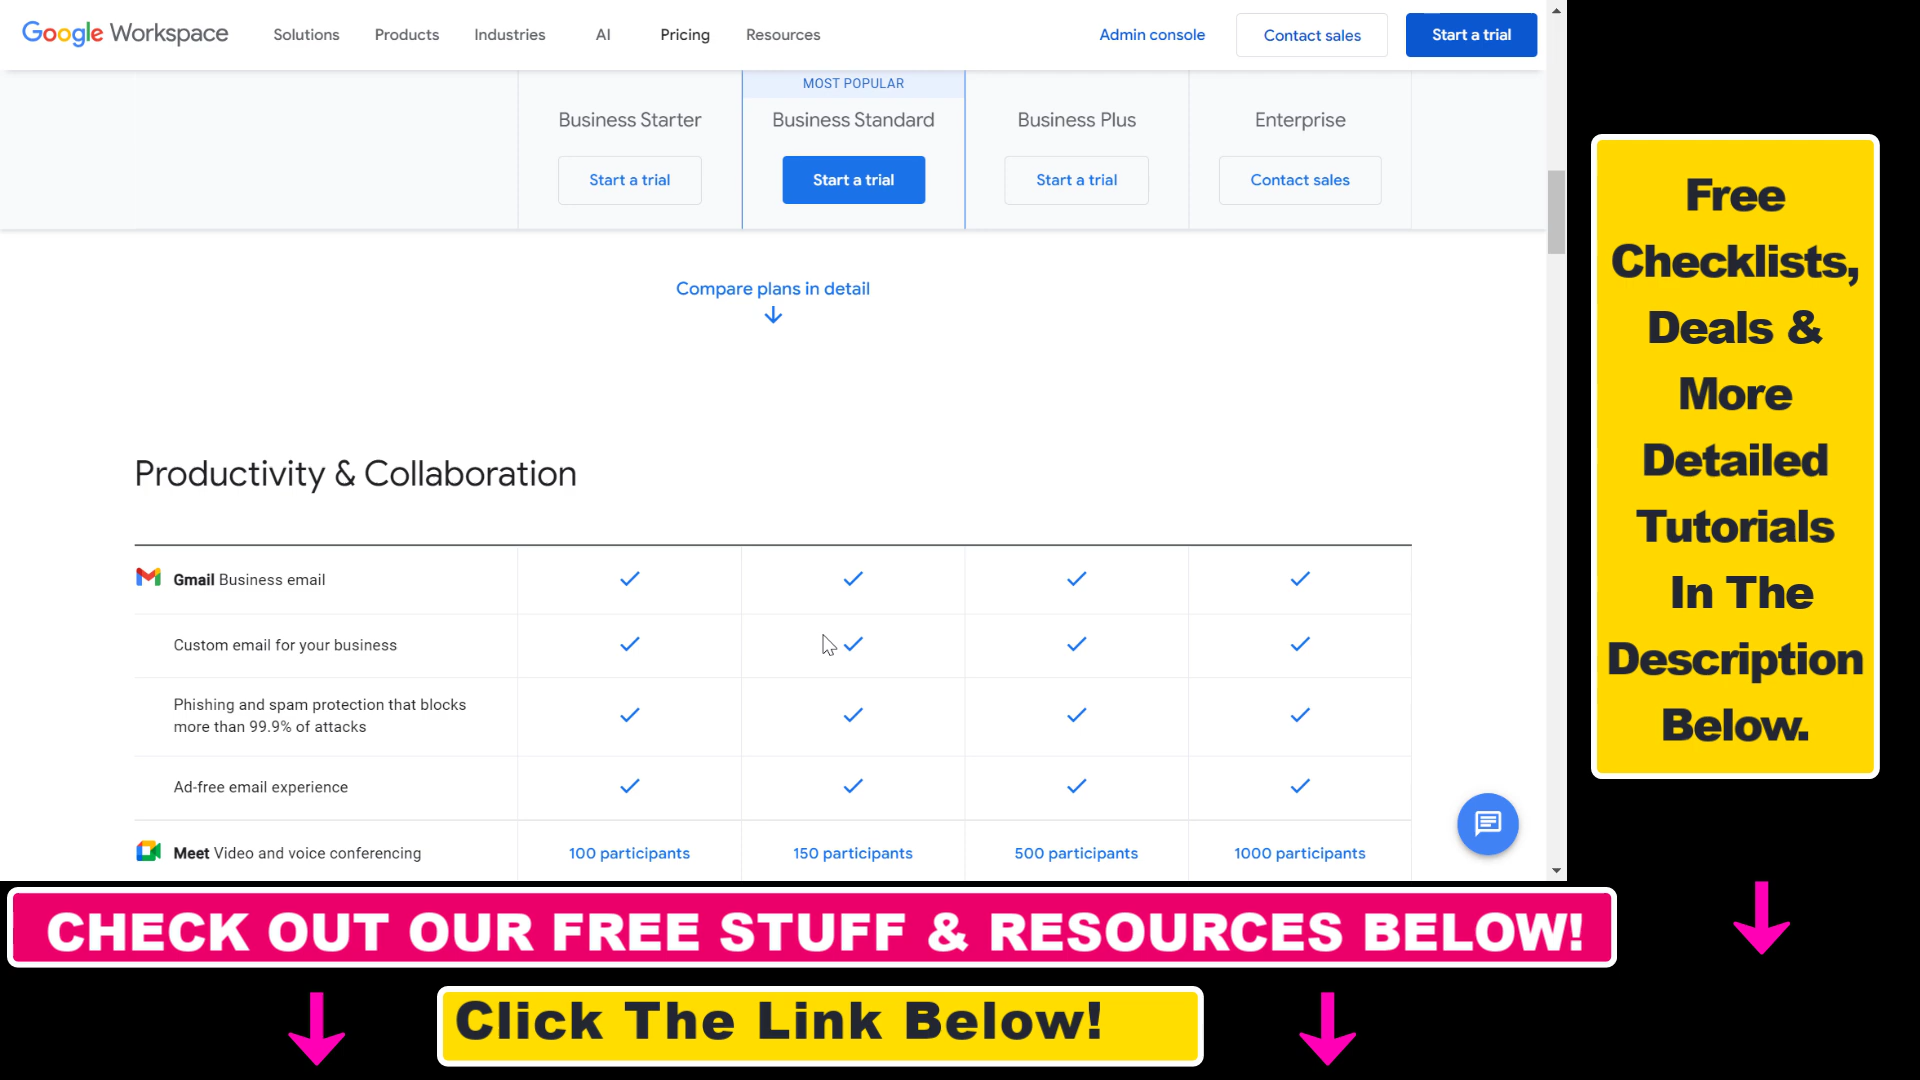 Google Workspace Solutions Products Industries AI Pricing Resources Admin console Contact sales Start a trial
MOST POPULAR
Business Starter Business Standard Business Plus Enterprise
Start a trial Start a trial Start a trial Contact sales
Compare plans in detail
Productivity & Collaboration
Gmail Business email
Custom email for your business
Phishing and spam protection that blocks
more than 99.9% of attacks
Ad-free email experience
Meet Video and voice conferencing 100 participants 150 participants 500 participants 1000 participants
Free
Checklists,
Deals &
More
Detailed
Tutorials
In The
Description
Below.
CHECK OUT OUR FREE STUFF & RESOURCES BELOW!
Click The Link Below!